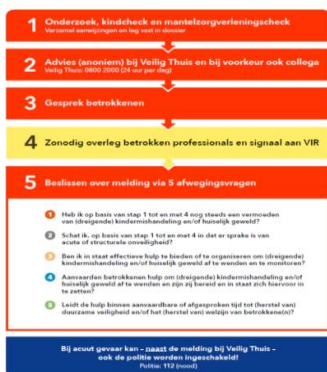 1 Onderzoek, kindcheck en mantelzorgverleningscheck
Verzamel aanwijzingen en leg vast in dossier
2 Advies (anoniem) bij Veilig Thuis en bij voorkeur ook collega
Veilig Thuis: 0800 2000 (24 uur per dag)
3 Gesprek betrokkenen
4 Zonodig overleg betrokken professionals en signaal aan VIR
5 Beslissen over melding via 5 afwegingsvragen
1 Heb ik op basis van stap 1 tot en met 4 nog steeds een vermoeden
van (dreigende) kindermishandeling en/of huiselijk geweld?
2 Schat ik, op basis van stap 1 tot en met 4 in dat er sprake is van
acute of structurele onveiligheid?
3 Ben ik in staat effectieve hulp te bieden of te organiseren om (dreigende)
kindermishandeling en/of huiselijk geweld af te wenden en te monitoren?
4 Aanvaarden betrokkenen hulp om (dreigende) kindermishandeling en/of
huiselijk geweld af te wenden en zijn zij bereid en in staat zich hiervoor in
te zetten?
5 Leidt de hulp binnen aanvaardbare of afgesproken tijd tot (herstel van)
duurzame veiligheid en/of het (herstel van) welzijn van betrokkene(n)?
Bij acuut gevaar kan – naast de melding bij Veilig Thuis –
ook de politie worden ingeschakeld!
Politie: 112 (nood)